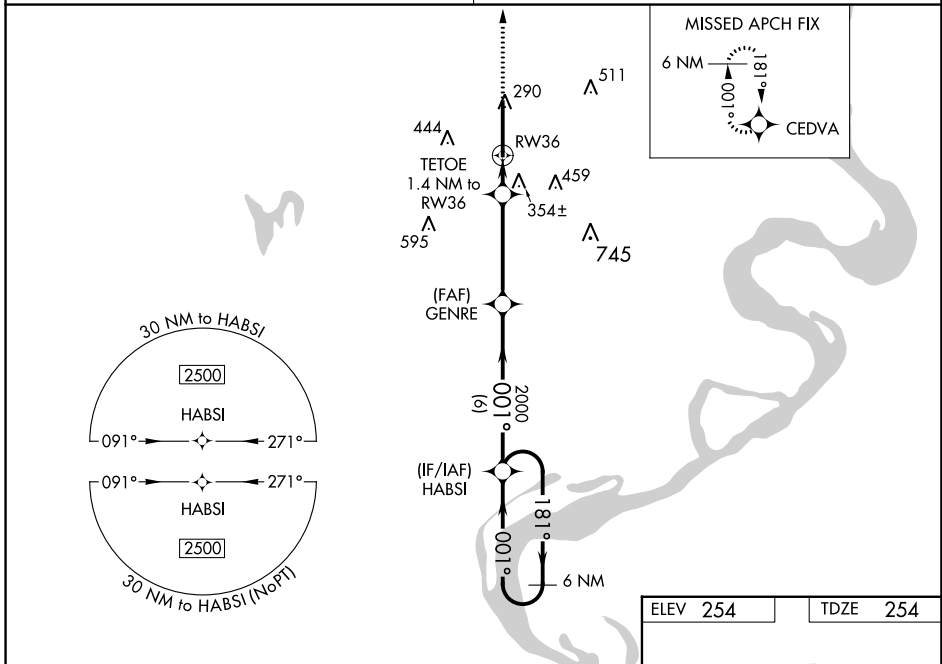 MISSED APCH FIX
6 NM
181°
001°
CEDVA
511
290
444
RW36
TETOE
1.4 NM to
RW36
459
354±
595
745
(FAF)
GENRE
30 NM to HABSI
2500
HABSI
091°
271°
2000
001°
(6)
(IF/IAF)
HABSI
091°
271°
HABSI
2500
30 NM to HABSI (NoPT)
181°
001°
6 NM
ELEV 254
TDZE 254